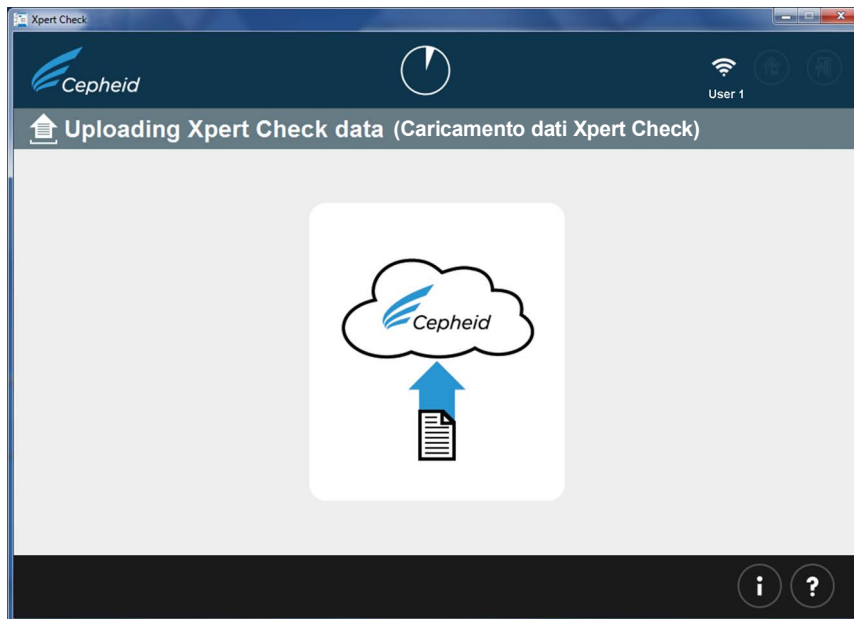 Xpert Check
Cepheid
User 1
Uploading Xpert Check data (Caricamento dati Xpert Check)
Cepheid
i ?